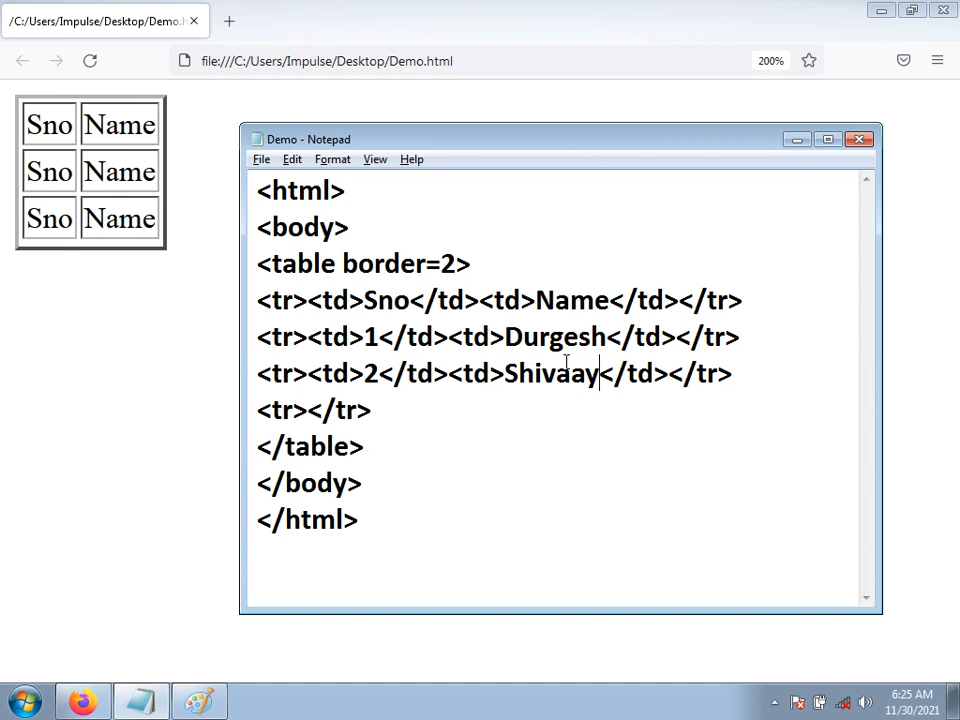 /C:/Users/Impulse/Desktop/Demo.h
file:///C:/Users/Impulse/Desktop/Demo.html
200%
Sno Name
Sno Name
Sno Name
Demo - Notepad
File Edit Format View Help
<html>
<body>
<table border=2>
<tr><td>Sno</td><td>Name</td></tr>
<tr><td>1</td><td>Durgesh</td></tr>
<tr><td>2</td><td>Shivaay</td></tr>
<tr></tr>
</table>
</body>
</html>
6:25 AM
11/30/2021